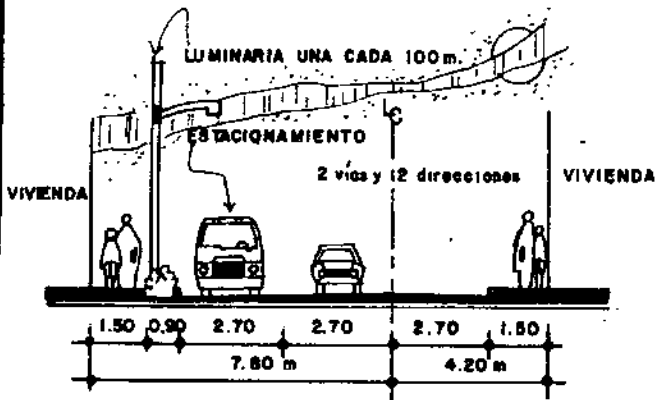 LUMINARIA UNA CADA 100 m.
ESTACIONAMIENTO
2 vías y 2 direcciones
VIVIENDA
VIVIENDA
1.50 0.90 2.70 2.70 2.70 1.50
7.80 m 4.20 m